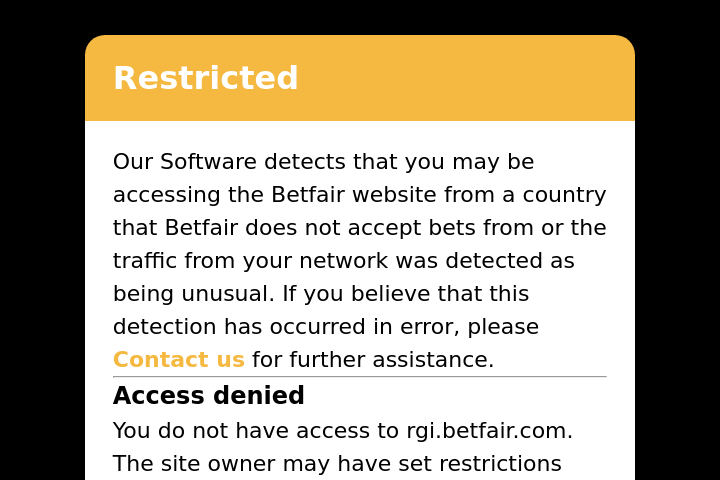 Restricted
Our Software detects that you may be
accessing the Betfair website from a country
that Betfair does not accept bets from or the
traffic from your network was detected as
being unusual. If you believe that this
detection has occurred in error, please
Contact us for further assistance.
Access denied
You do not have access to rgi.betfair.com.
The site owner may have set restrictions